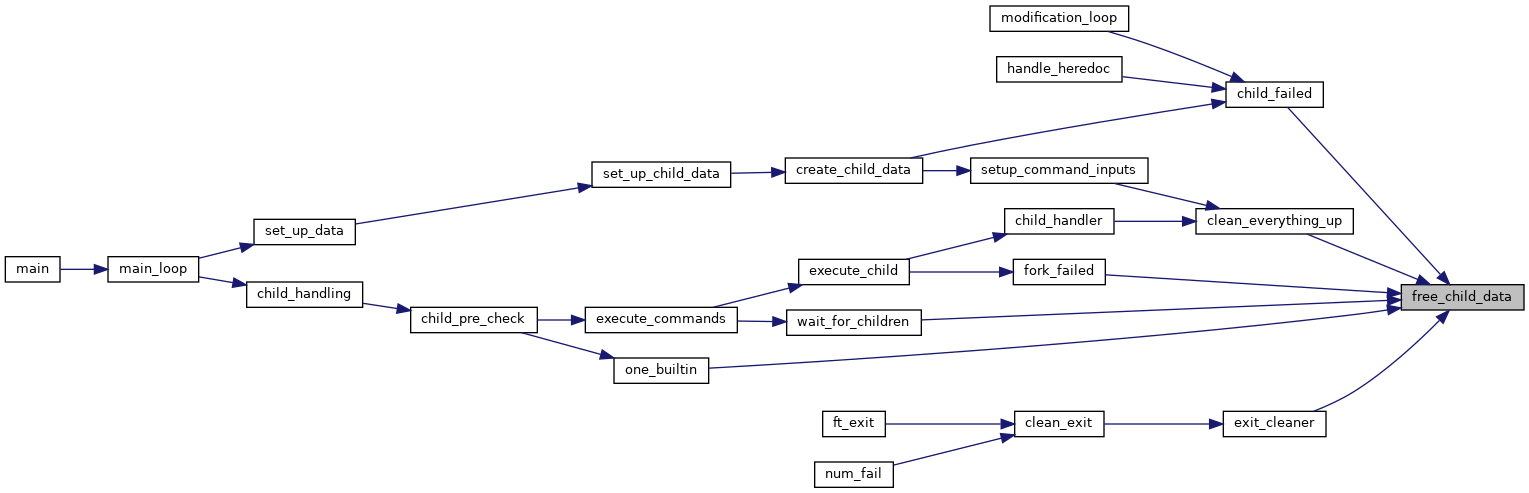 modification_loop
handle_heredoc
child_failed
set_up_child_data
create_child_data
setup_command_inputs
set_up_data
child_handler
clean_everything_up
main
main_loop
execute_child
fork_failed
child_handling
free_child_data
child_pre_check
execute_commands
wait_for_children
one_builtin
ft_exit
clean_exit
exit_cleaner
num_fail